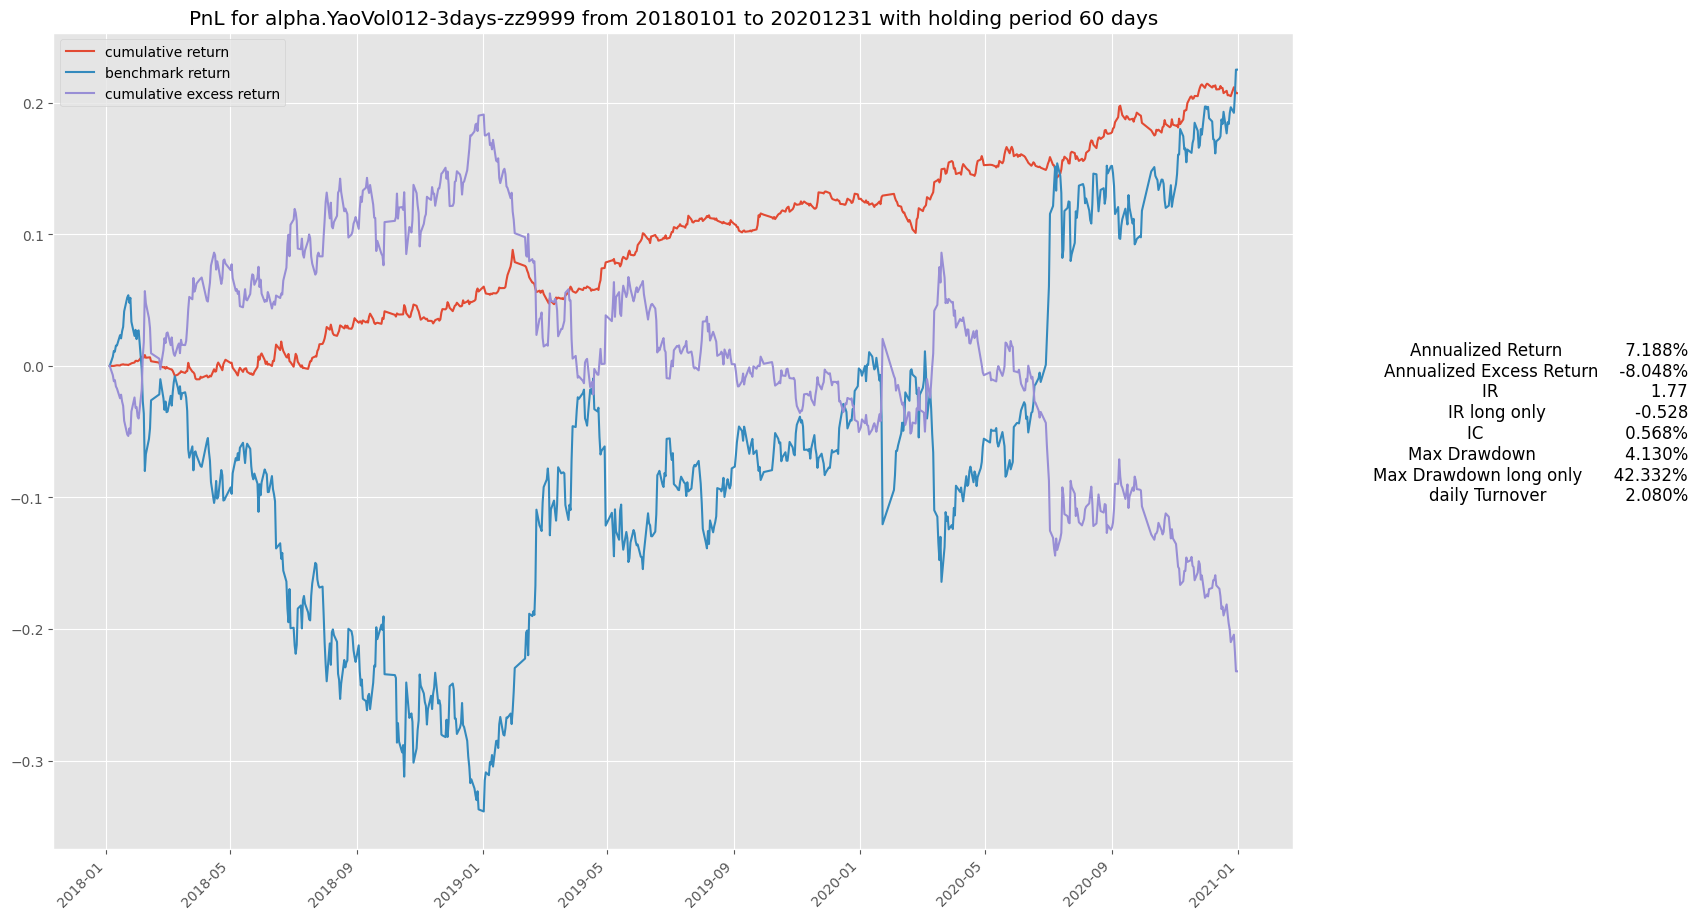 PnL for alpha.YaoVol012-3days-zz9999 from 20180101 to 20201231 with holding period 60 days
cumulative return
benchmark return
cumulative excess return
0.2
0.1
0.0
−0.1
−0.2
−0.3
2018-01
2018-05
2018-09
2019-01
2019-05
2019-09
2020-01
2020-05
2020-09
2021-01
Annualized Return 7.188%
Annualized Excess Return -8.048%
IR 1.77
IR long only -0.528
IC 0.568%
Max Drawdown 4.130%
Max Drawdown long only 42.332%
daily Turnover 2.080%